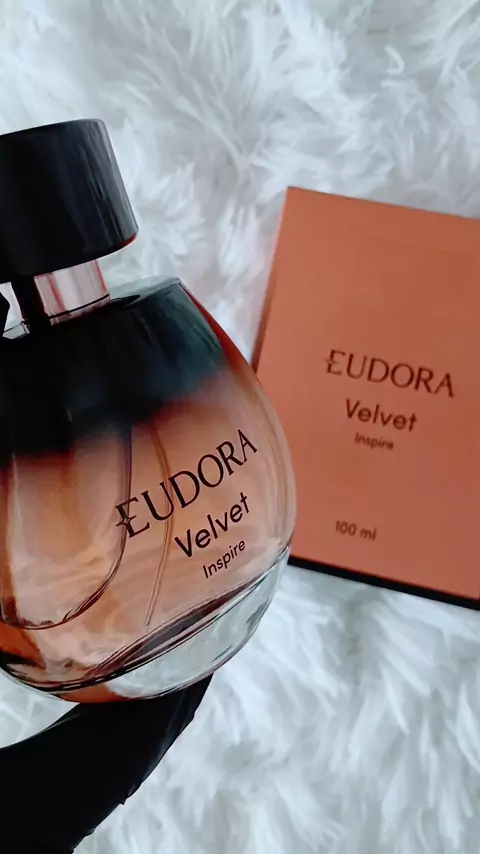 EUDORA
Velvet
Inspire
EUDORA
Velvet
Inspire
100 ml